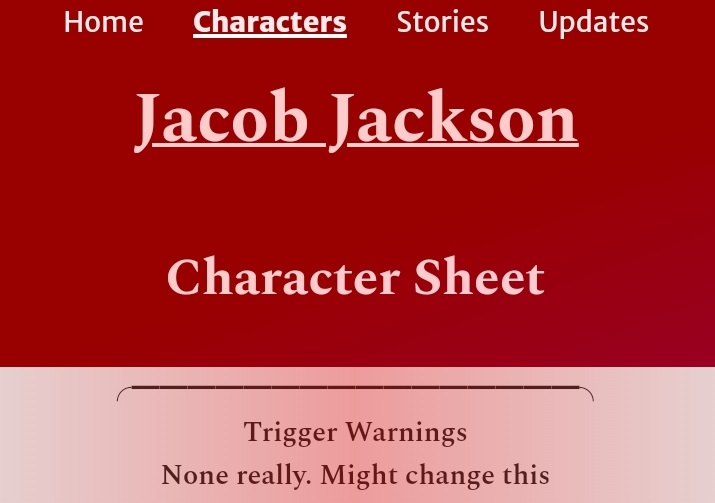 Home Characters Stories Updates
Jacob Jackson
Character Sheet
Trigger Warnings
None really. Might change this